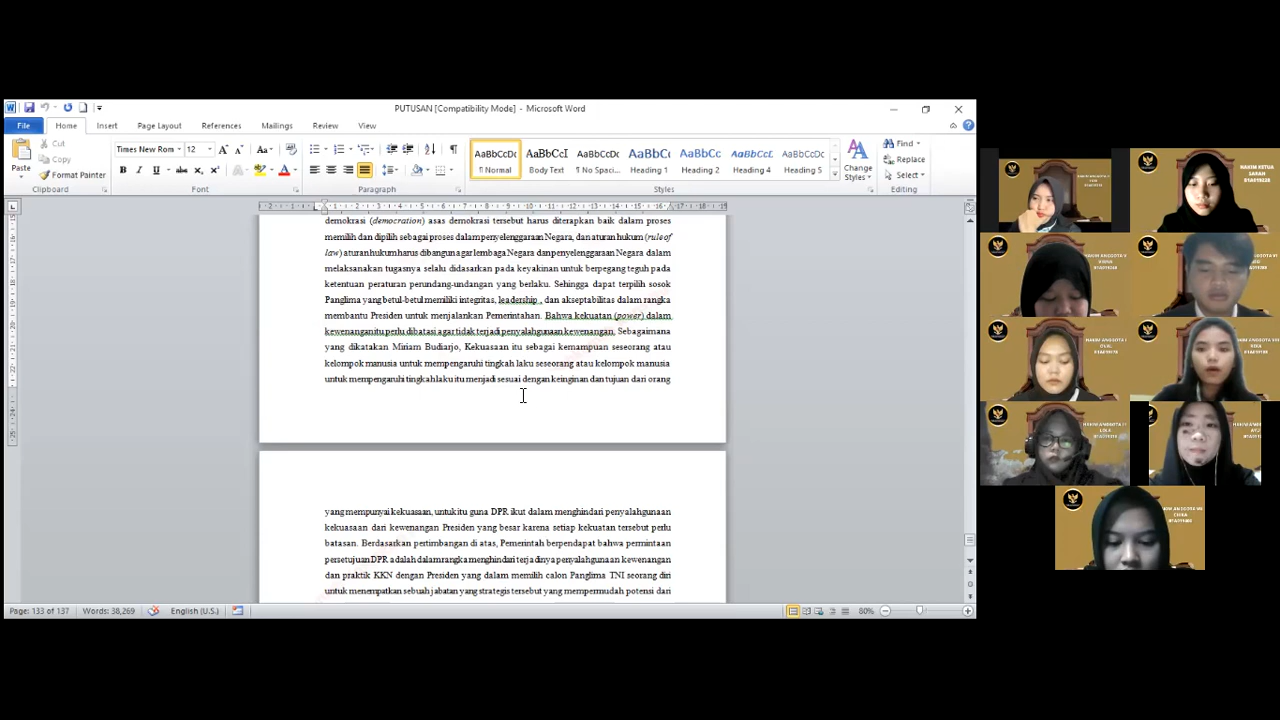 PUTUSAN [Compatibility Mode] - Microsoft Word
File Home Insert Page Layout References Mailings Review View
Paste
Cut
Copy
Format Painter
Clipboard
Times New Rom 12
Font
Paragraph
AaBbCcDc AaBbCcI AaBbCcDc AaBbC AaBbCc AaBbCcL AaBbCcDc
¶ Normal Body Text ¶ No Spaci... Heading 1 Heading 2 Heading 4 Heading 5
Change Styles
Styles
Find
Replace
Select
Editing
demokrasi (democration) asas demokrasi tersebut harus diterapkan baik dalam proses
memilih dan dipilih sebagai proses dalam penyelenggaraan Negara, dan aturan hukum (rule of
law) aturan hukum harus dibangun agar lembaga Negara dan penyelenggaraan Negara dalam
melaksanakan tugasnya selalu didasarkan pada keyakinan untuk berpegang teguh pada
ketentuan peraturan perundang-undangan yang berlaku. Sehingga dapat terpilih sosok
Panglima yang betul-betul memiliki integritas, leadership , dan akseptabilitas dalam rangka
membantu Presiden untuk menjalankan Pemerintahan. Bahwa kekuatan (power) dalam
kewenangan itu perlu dibatasi agar tidak terjadi penyalahgunaan kewenangan. Sebagaimana
yang dikatakan Miriam Budiarjo, Kekuasaan itu sebagai kemampuan seseorang atau
kelompok manusia untuk mempengaruhi tingkah laku seseorang atau kelompok manusia
untuk mempengaruhi tingkah laku itu menjadi sesuai dengan keinginan dan tujuan dari orang
yang mempunyai kekuasaan, untuk itu guna DPR ikut dalam menghindari penyalahgunaan
kekuasaan dari kewenangan Presiden yang besar karena setiap kekuatan tersebut perlu
batasan. Berdasarkan pertimbangan di atas, Pemerintah berpendapat bahwa permintaan
persetujuan DPR adalah dalam rangka menghindari terjadinya penyalahgunaan kewenangan
dan praktik KKN dengan Presiden yang dalam memilih calon Panglima TNI seorang diri
untuk menempatkan sebuah jabatan yang strategis tersebut yang mempermudah potensi dari
Page: 133 of 137 Words: 38,269 English (U.S.) 80%
HAKIM KETUA
SARAH